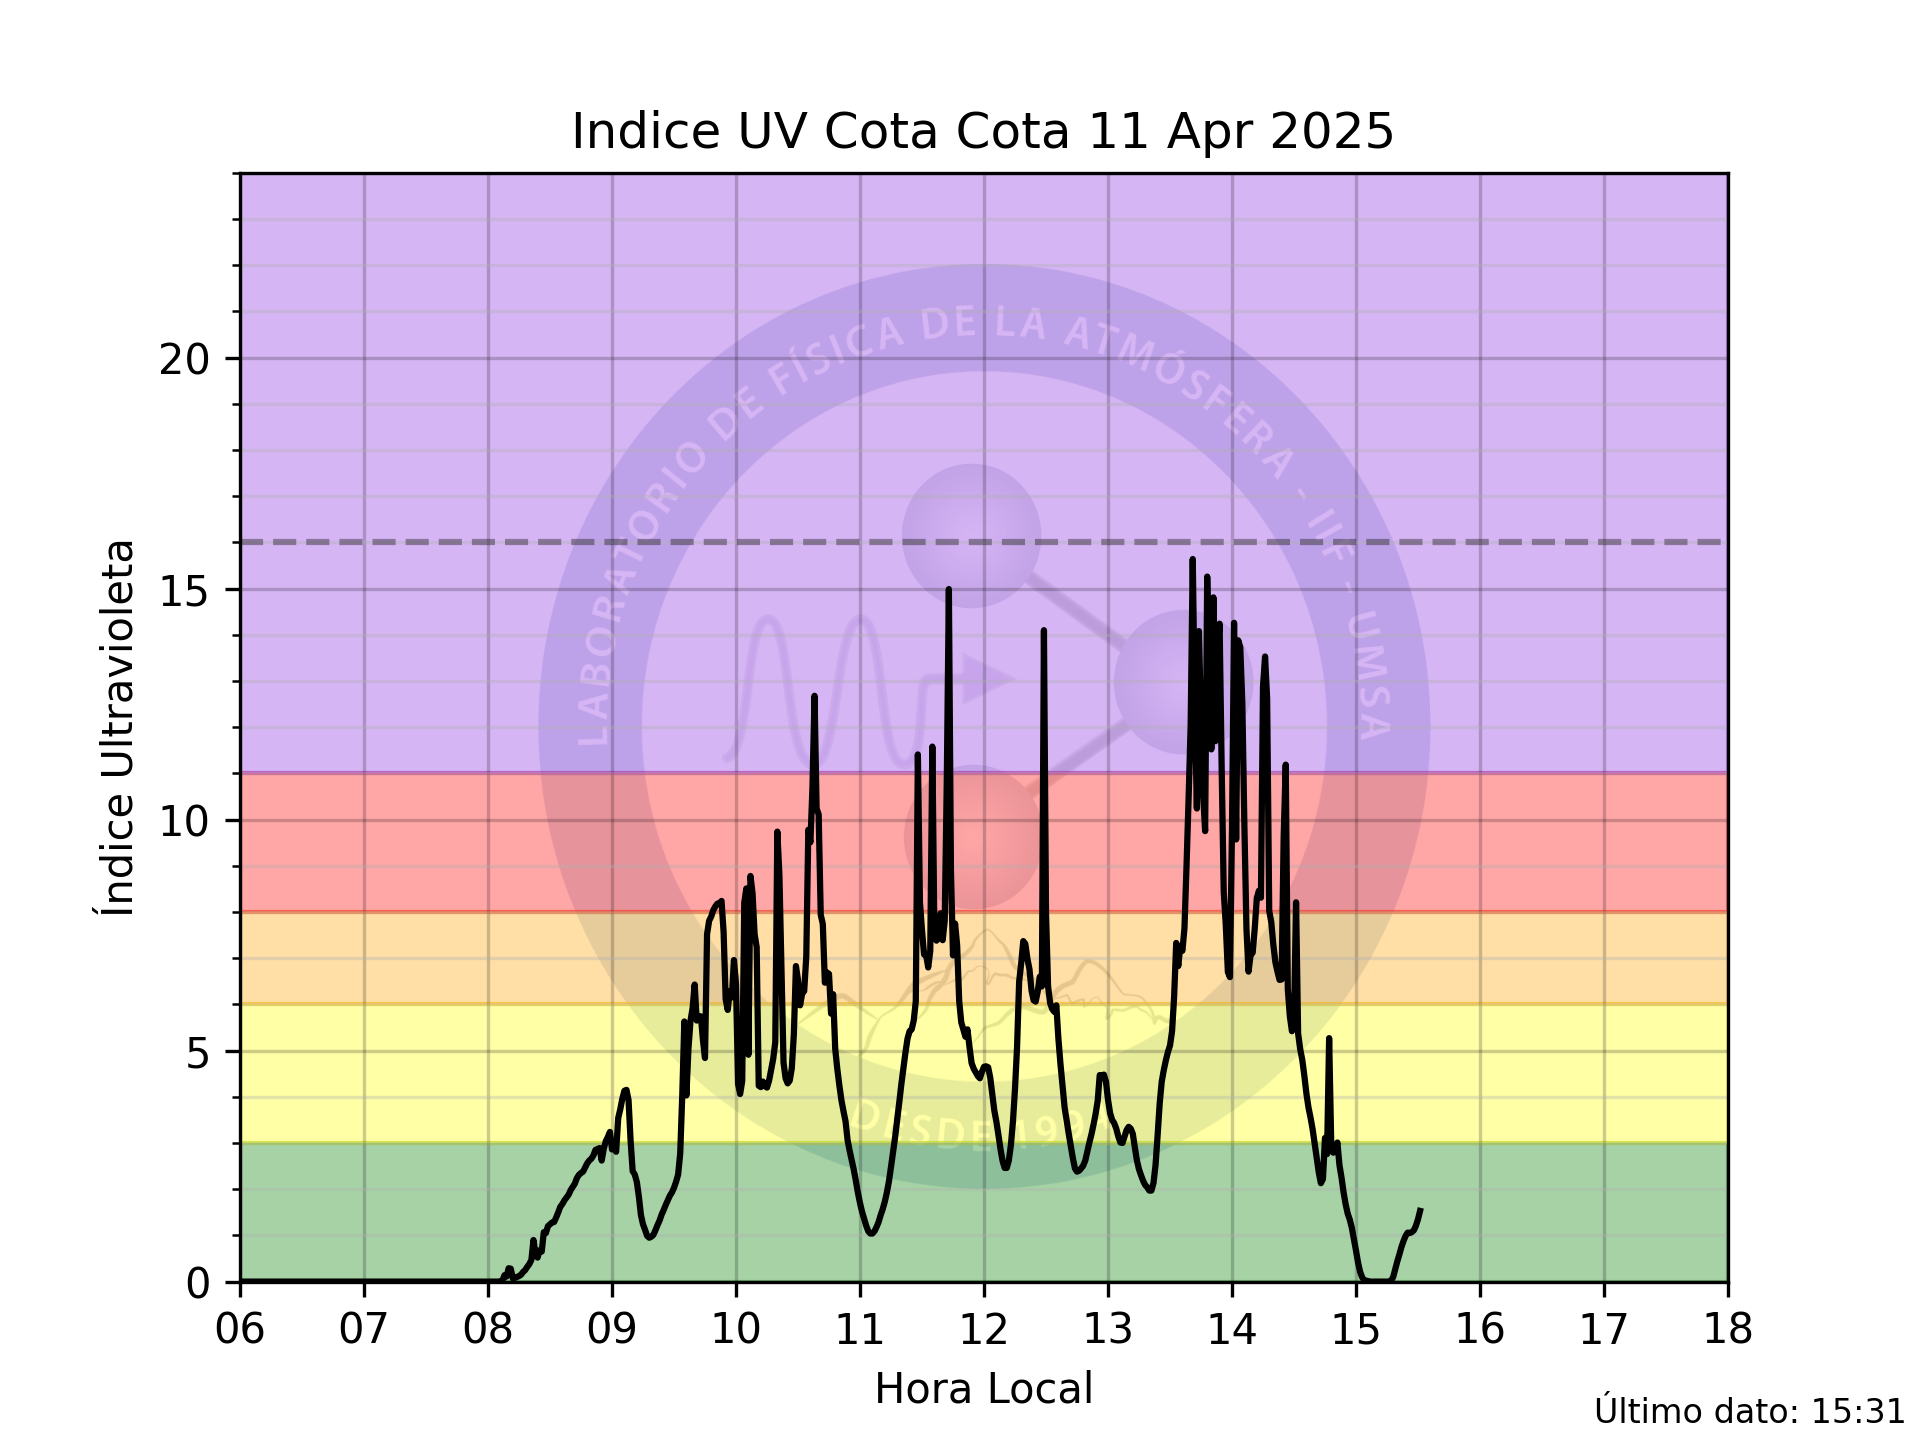 Indice UV Cota Cota 11 Apr 2025
LABORATORIO DE FÍSICA DE LA ATMÓSFERA - IIF - UMSA
DESDE 199
Índice Ultravioleta
20
15
10
5
0
06 07 08 09 10 11 12 13 14 15 16 17 18
Hora Local
Último dato: 15:31